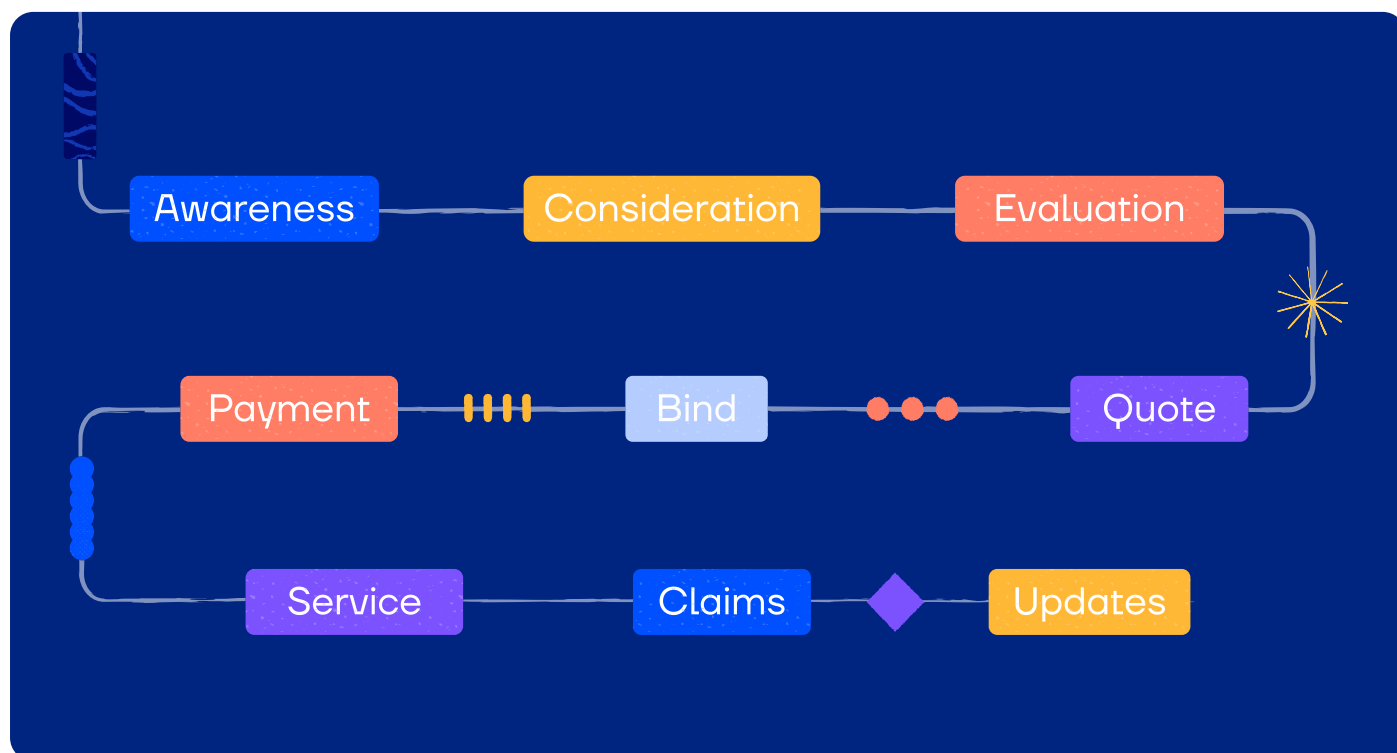 Awareness
Consideration
Evaluation
Payment
Bind
Quote
Service
Claims
Updates